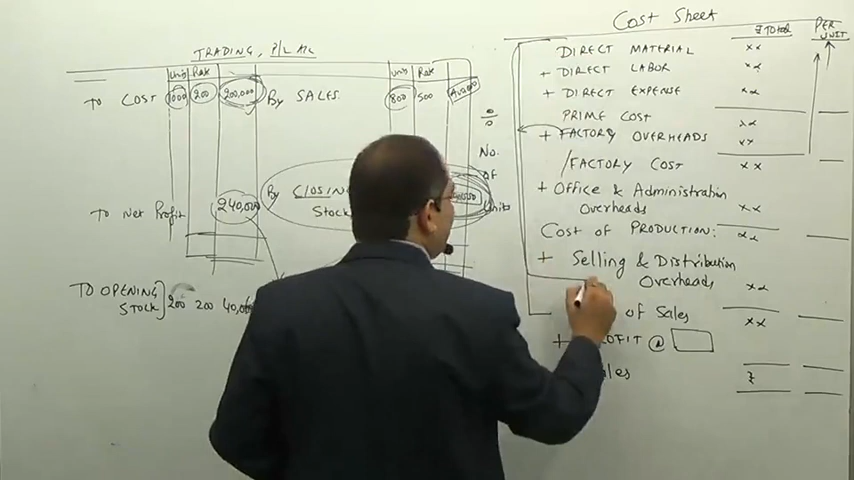 TRADING, P/L A/C
Units Rate
TO COST 1000 200 200,000
Units Rate
By SALES 800 500 400,000
TO Net Profit 240,000
By CLOSING
Stock
TO OPENING
STOCK 200 200
No.
OF
Units
Cost Sheet
₹ Total PER
UNIT
DIRECT MATERIAL xx
+ DIRECT LABOR xx
+ DIRECT EXPENSE xx
PRIME COST xx
+ FACTORY OVERHEADS xx
FACTORY COST xx
+ Office & Administration
Overheads xx
COST OF PRODUCTION: xx
+ Selling & Distribution
Overheads xx
of Sales xx
+ @
₹